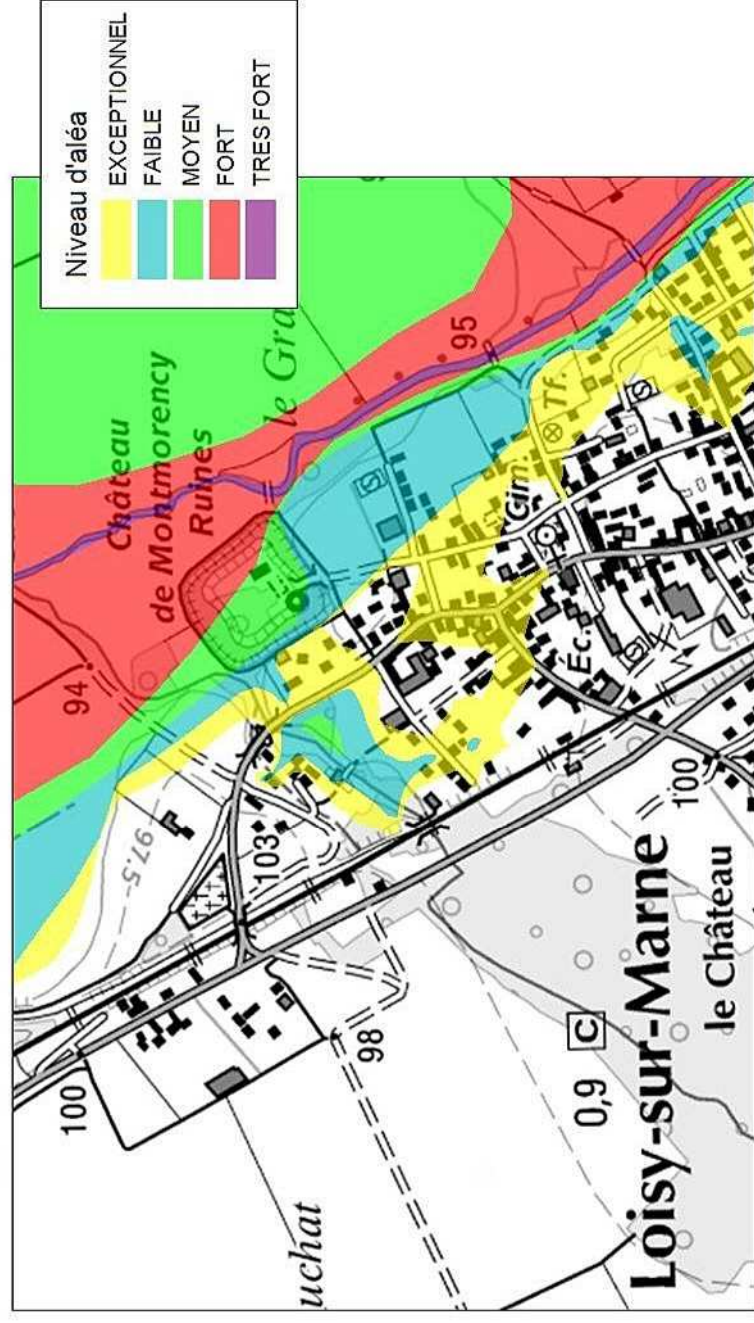 Niveau d'aléa
EXCEPTIONNEL
FAIBLE
MOYEN
FORT
TRES FORT
Château
de Montmorency
Ruines
le Gra
94
95
Tf.
Cim.
Éc.
97.5
103
100
98
100
uchat
0,9
C
Loisy-sur-Marne
le Château